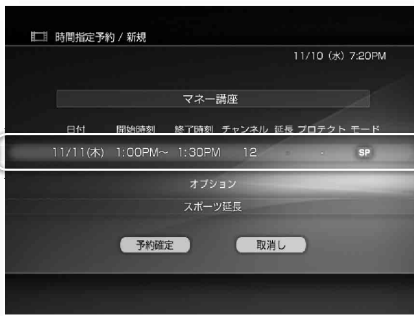 時間指定予約 / 新規
11/10 (水) 7:20PM
マネー講座
日付 開始時刻 終了時刻 チャンネル 延長 プロテクト モード
11/11(木) 1:00PM~ 1:30PM 12 - - SP
オプション
スポーツ延長
予約確定 取消し